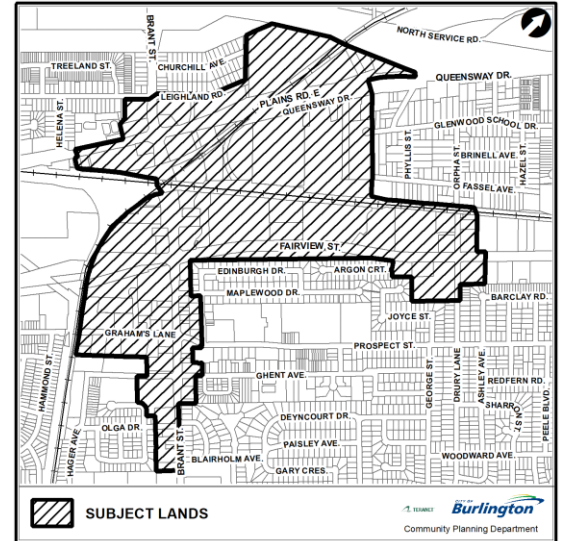 BRANT ST.
NORTH SERVICE RD.
TREELAND ST.
CHURCHILL AVE.
QUEENSWAY DR.
LEIGHLAND RD.
PLAINS RD. E
QUEENSWAY DR.
HELENA ST.
GLENWOOD SCHOOL DR.
PHYLLIS ST.
ORPHA ST.
BRINELL AVE.
HAZEL ST.
FASSEL AVE.
FAIRVIEW ST.
EDINBURGH DR.
ARGON CRT.
MAPLEWOOD DR.
BARCLAY RD.
JOYCE ST.
GRAHAM'S LANE
PROSPECT ST.
HAMMOND ST.
GHENT AVE.
GEORGE ST.
DRURY LANE
ASHLEY AVE.
REDFERN RD.
SHARRON ST.
PEELE BLVD.
DEYNCOURT DR.
OLGA DR.
PAISLEY AVE.
HAGER AVE.
BRANT ST.
BLAIRHOLM AVE.
WOODWARD AVE.
GARY CRES.
SUBJECT LANDS
TERANET
CITY OF
Burlington
Community Planning Department